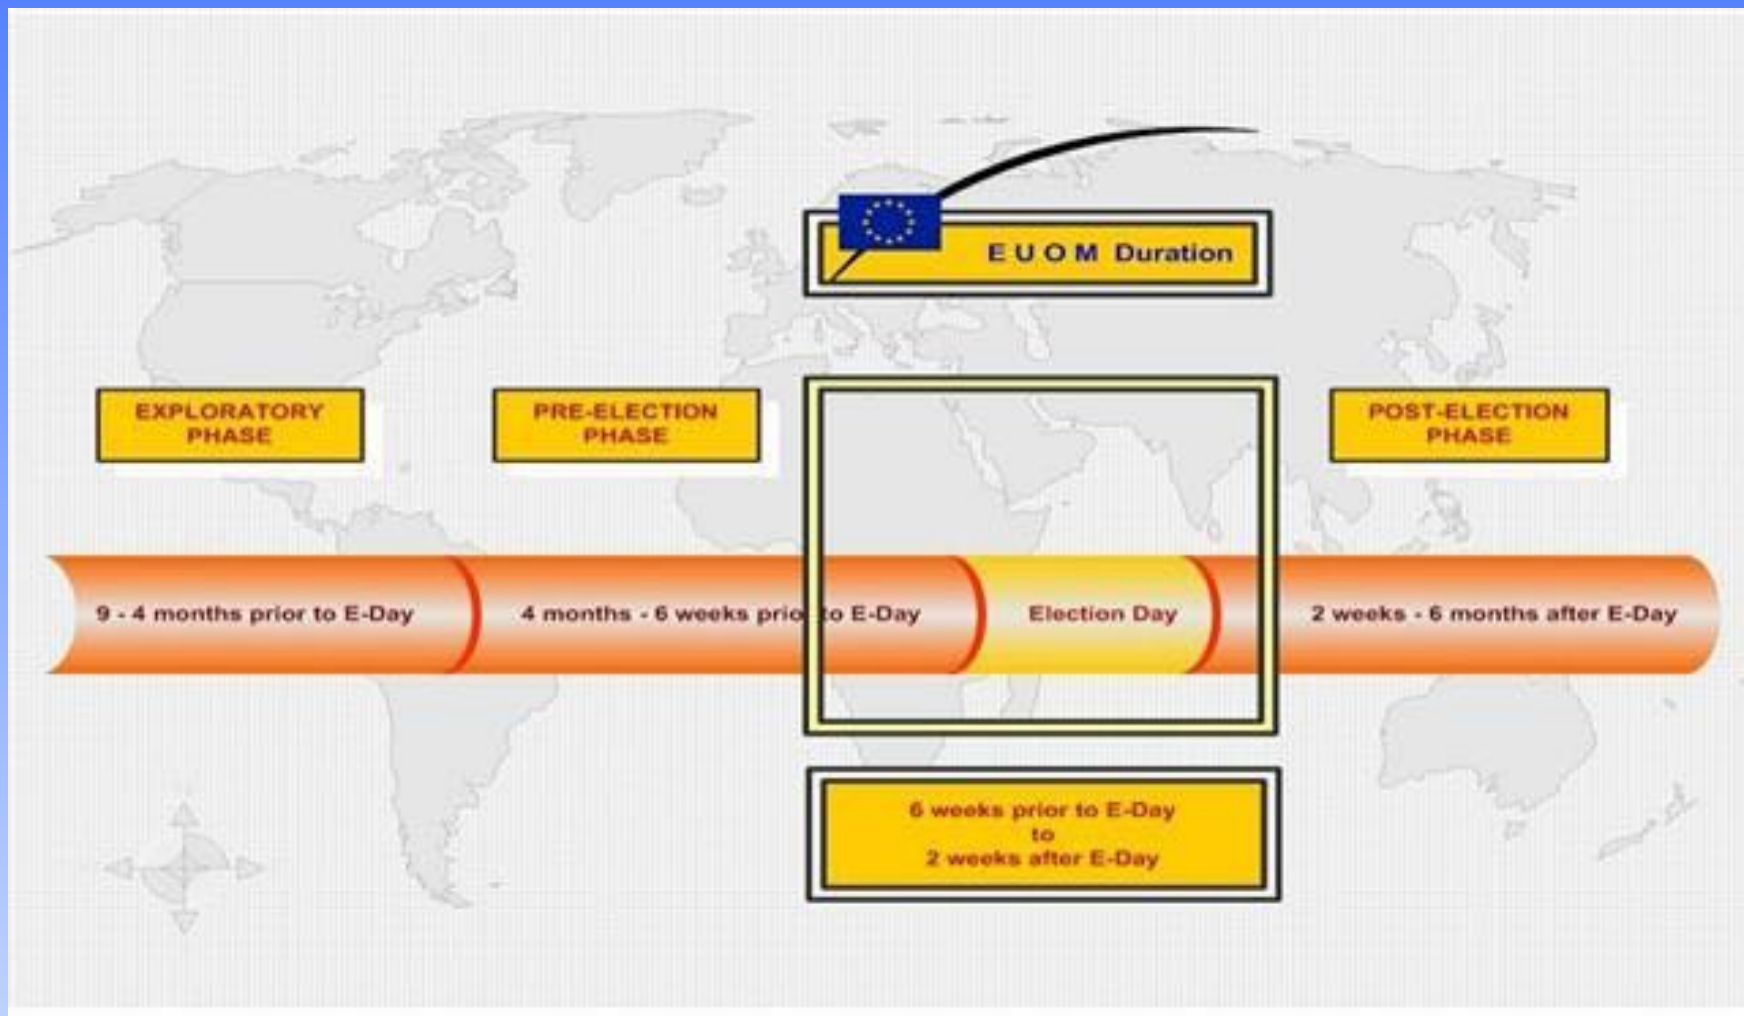 E U O M Duration
EXPLORATORY
PHASE
PRE-ELECTION
PHASE
POST-ELECTION
PHASE
9 - 4 months prior to E-Day
4 months - 6 weeks prior to E-Day
Election Day
2 weeks - 6 months after E-Day
6 weeks prior to E-Day
to
2 weeks after E-Day